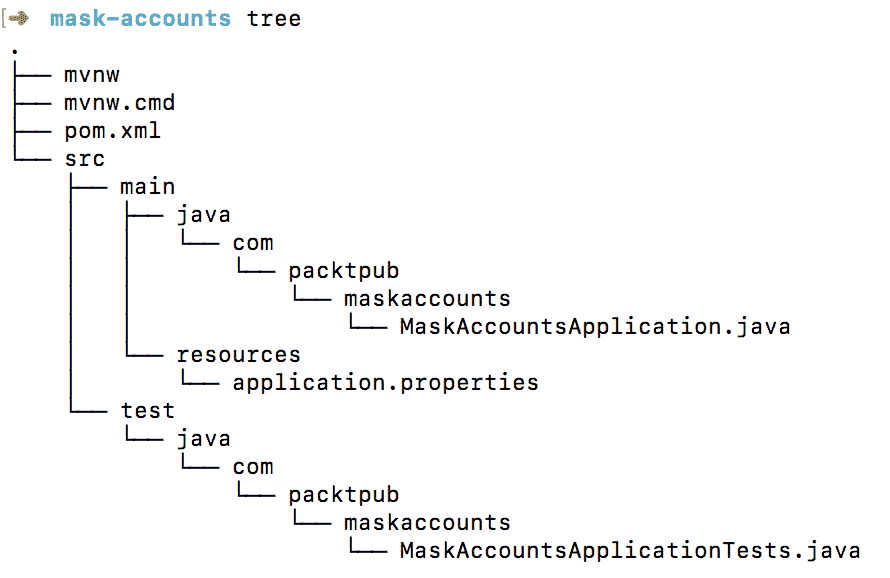 [➜ mask-accounts tree
.
├── mvnw
├── mvnw.cmd
├── pom.xml
└── src
    ├── main
    │   ├── java
    │   │   └── com
    │   │       └── packtpub
    │   │           └── maskaccounts
    │   │               └── MaskAccountsApplication.java
    │   └── resources
    │       └── application.properties
    └── test
        └── java
            └── com
                └── packtpub
                    └── maskaccounts
                        └── MaskAccountsApplicationTests.java